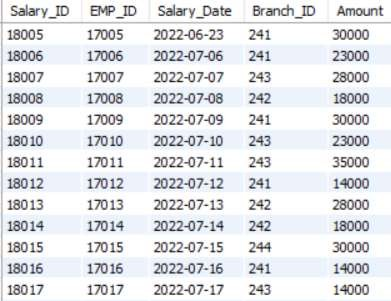 Salary_ID EMP_ID Salary_Date Branch_ID Amount
18005 17005 2022-06-23 241 30000
18006 17006 2022-07-06 241 23000
18007 17007 2022-07-07 243 28000
18008 17008 2022-07-08 242 18000
18009 17009 2022-07-09 241 30000
18010 17010 2022-07-10 243 23000
18011 17011 2022-07-11 243 35000
18012 17012 2022-07-12 241 14000
18013 17013 2022-07-13 242 28000
18014 17014 2022-07-14 242 18000
18015 17015 2022-07-15 244 30000
18016 17016 2022-07-16 241 14000
18017 17017 2022-07-17 243 14000